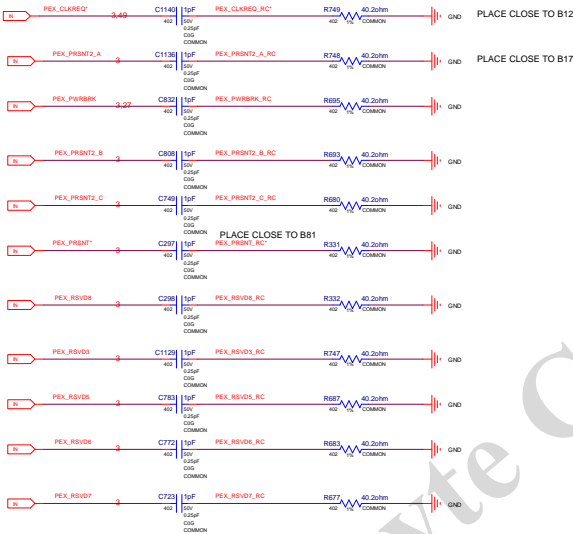 PEX_CLKREQ* C1140 1pF PEX_CLKREQ_RC* R749 40.2ohm PLACE CLOSE TO B12
IN 3,49 402 50V 402 1% COMMON GND
0.25pF
C0G
COMMON
PEX_PRSNT2_A C1136 1pF PEX_PRSNT2_A_RC R748 40.2ohm PLACE CLOSE TO B17
IN 3 402 50V 402 1% COMMON GND
0.25pF
C0G
COMMON
PEX_PWRBRK C832 1pF PEX_PWRBRK_RC R695 40.2ohm
IN 3,27 402 50V 402 1% COMMON GND
0.25pF
C0G
COMMON
PEX_PRSNT2_B C808 1pF PEX_PRSNT2_B_RC R693 40.2ohm
IN 3 402 50V 402 1% COMMON GND
0.25pF
C0G
COMMON
PEX_PRSNT2_C C749 1pF PEX_PRSNT2_C_RC R680 40.2ohm
IN 3 402 50V 402 1% COMMON GND
0.25pF
C0G
COMMON
PLACE CLOSE TO B81
PEX_PRSNT* C297 1pF PEX_PRSNT_RC* R331 40.2ohm
IN 3 402 50V 402 1% COMMON GND
0.25pF
C0G
COMMON
PEX_RSVD8 C298 1pF PEX_RSVD8_RC R332 40.2ohm
IN 3 402 50V 402 1% COMMON GND
0.25pF
C0G
COMMON
PEX_RSVD3 C1129 1pF PEX_RSVD3_RC R747 40.2ohm
IN 3 402 50V 402 1% COMMON GND
0.25pF
C0G
COMMON
PEX_RSVD5 C783 1pF PEX_RSVD5_RC R687 40.2ohm
IN 3 402 50V 402 1% COMMON GND
0.25pF
C0G
COMMON
PEX_RSVD6 C772 1pF PEX_RSVD6_RC R683 40.2ohm
IN 3 402 50V 402 1% COMMON GND
0.25pF
C0G
COMMON
PEX_RSVD7 C723 1pF PEX_RSVD7_RC R677 40.2ohm
IN 3 402 50V 402 1% COMMON GND
0.25pF
C0G
COMMON